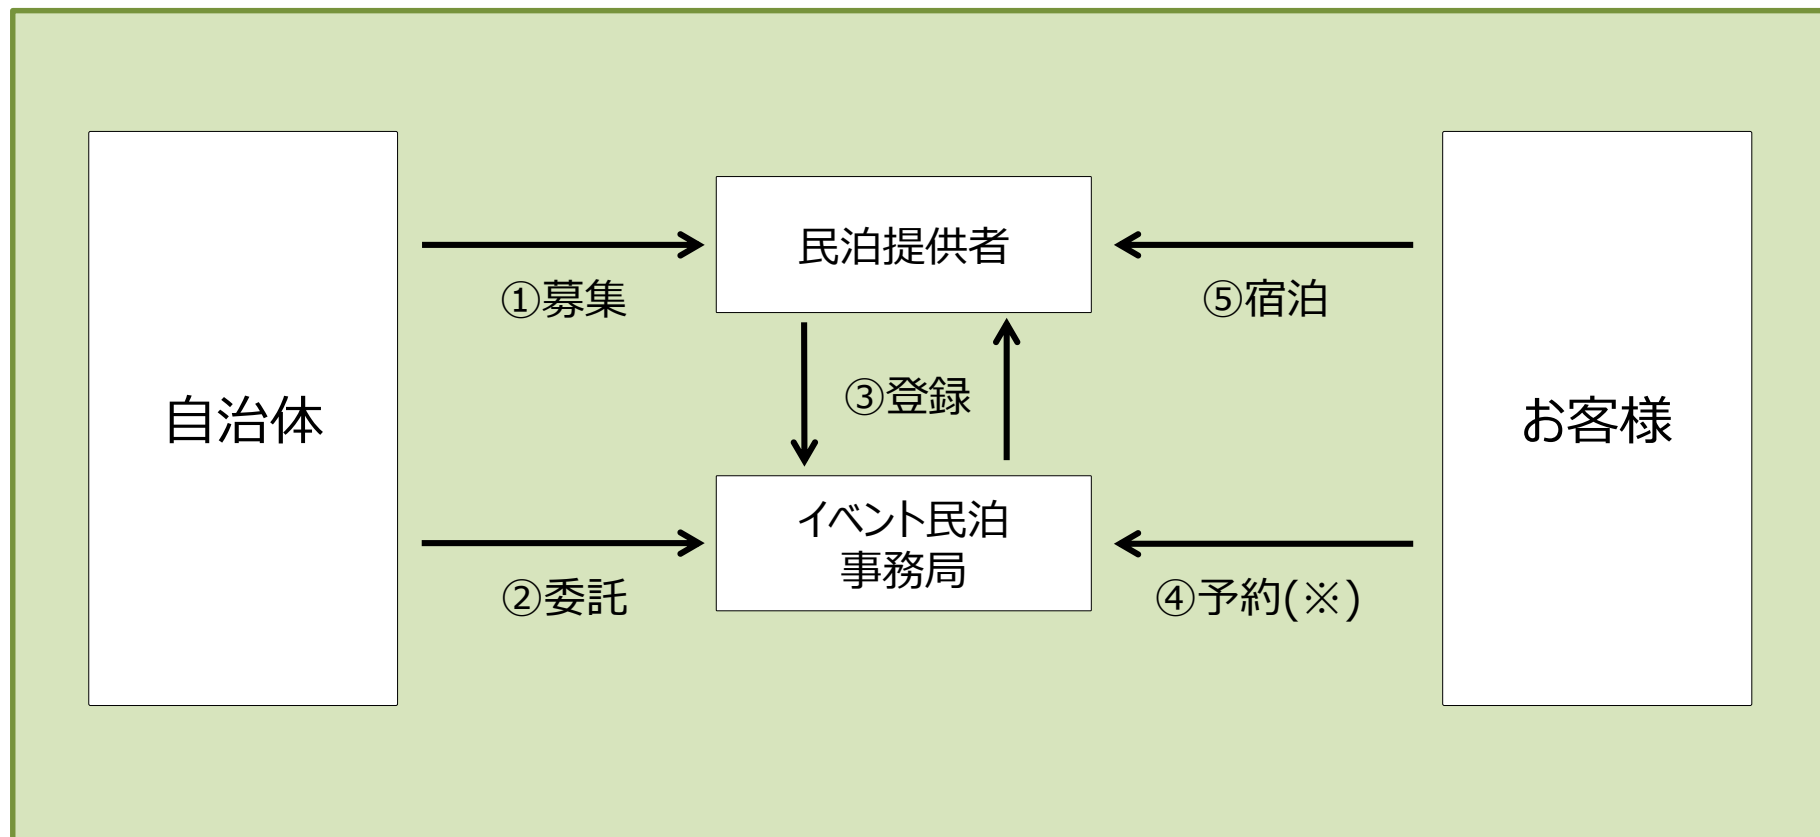 自治体
①募集
②委託
民泊提供者
③登録
イベント民泊
事務局
⑤宿泊
④予約(※)
お客様